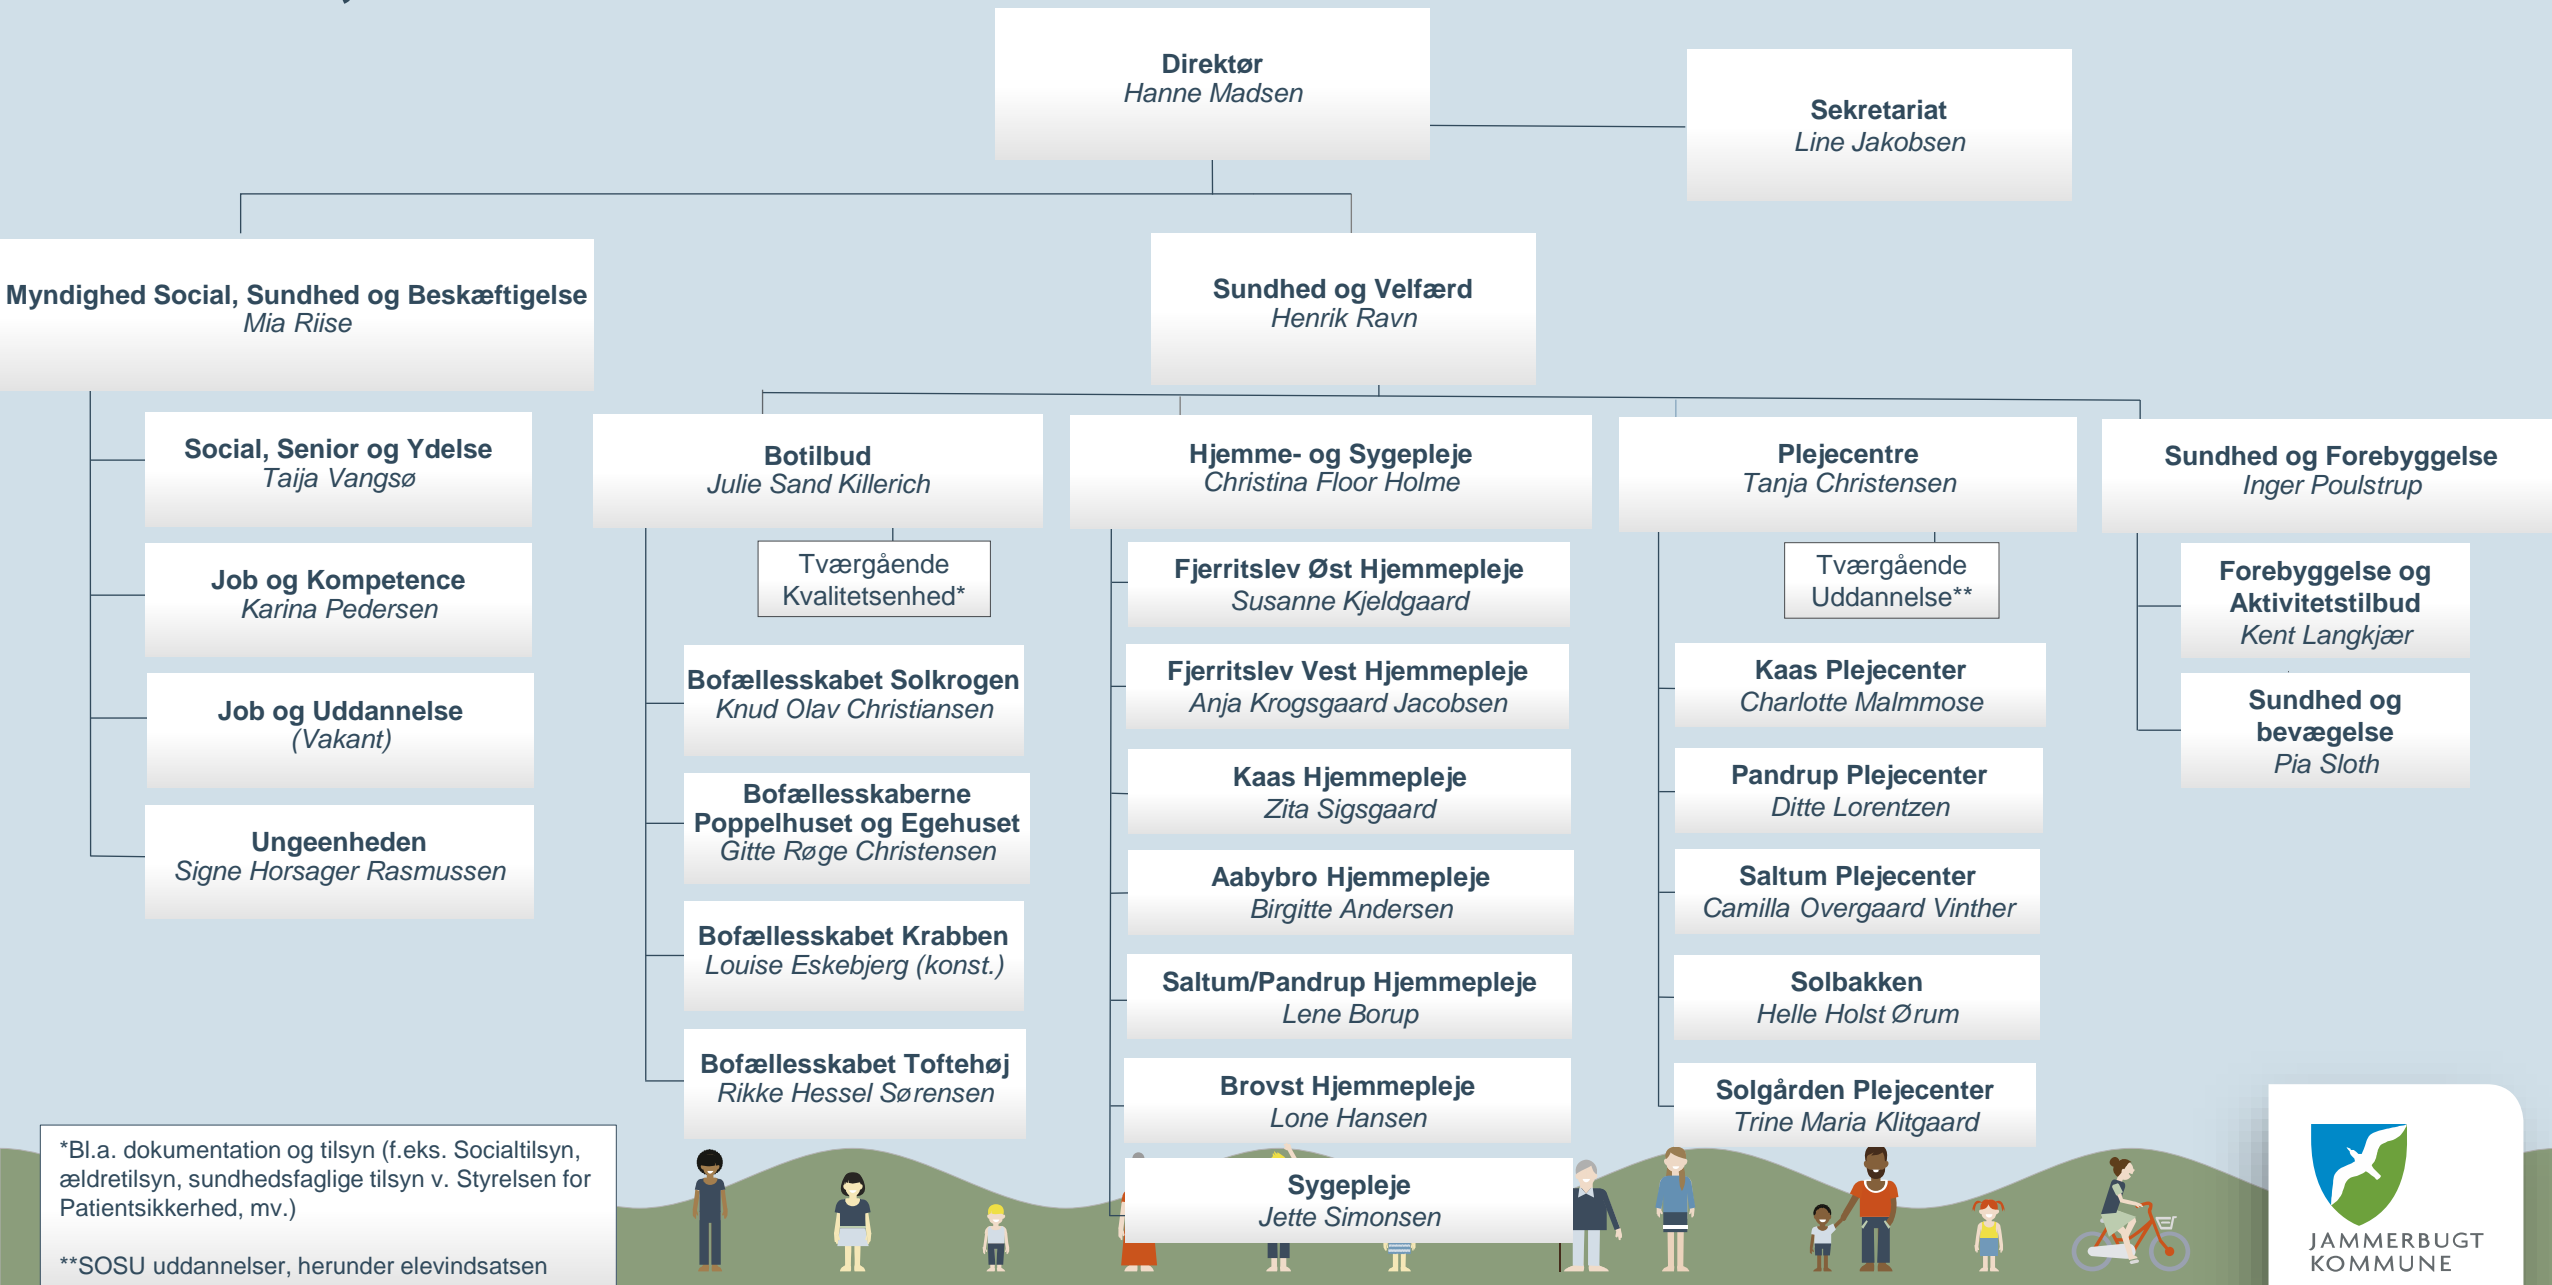 Direktør
Hanne Madsen
Sekretariat
Line Jakobsen
Myndighed Social, Sundhed og Beskæftigelse
Mia Riise
Sundhed og Velfærd
Henrik Ravn
Social, Senior og Ydelse
Taija Vangsø
Job og Kompetence
Karina Pedersen
Job og Uddannelse
(Vakant)
Ungeenheden
Signe Horsager Rasmussen
Botilbud
Julie Sand Killerich
Tværgående
Kvalitetsenhed*
Bofællesskabet Solkrogen
Knud Olav Christiansen
Bofællesskaberne
Poppelhuset og Egehuset
Gitte Røge Christensen
Bofællesskabet Krabben
Louise Eskebjerg (konst.)
Bofællesskabet Toftehøj
Rikke Hessel Sørensen
Hjemme- og Sygepleje
Christina Floor Holme
Fjerritslev Øst Hjemmepleje
Susanne Kjeldgaard
Fjerritslev Vest Hjemmepleje
Anja Krogsgaard Jacobsen
Kaas Hjemmepleje
Zita Sigsgaard
Aabybro Hjemmepleje
Birgitte Andersen
Saltum/Pandrup Hjemmepleje
Lene Borup
Brovst Hjemmepleje
Lone Hansen
Sygepleje
Jette Simonsen
Plejecentre
Tanja Christensen
Tværgående
Uddannelse**
Kaas Plejecenter
Charlotte Malmmose
Pandrup Plejecenter
Ditte Lorentzen
Saltum Plejecenter
Camilla Overgaard Vinther
Solbakken
Helle Holst Ørum
Solgården Plejecenter
Trine Maria Klitgaard
Sundhed og Forebyggelse
Inger Poulstrup
Forebyggelse og
Aktivitetstilbud
Kent Langkjær
Sundhed og
bevægelse
Pia Sloth
*Bl.a. dokumentation og tilsyn (f.eks. Socialtilsyn,
ældretilsyn, sundhedsfaglige tilsyn v. Styrelsen for
Patientsikkerhed, mv.)
**SOSU uddannelser, herunder elevindsatsen
JAMMERBUGT
KOMMUNE